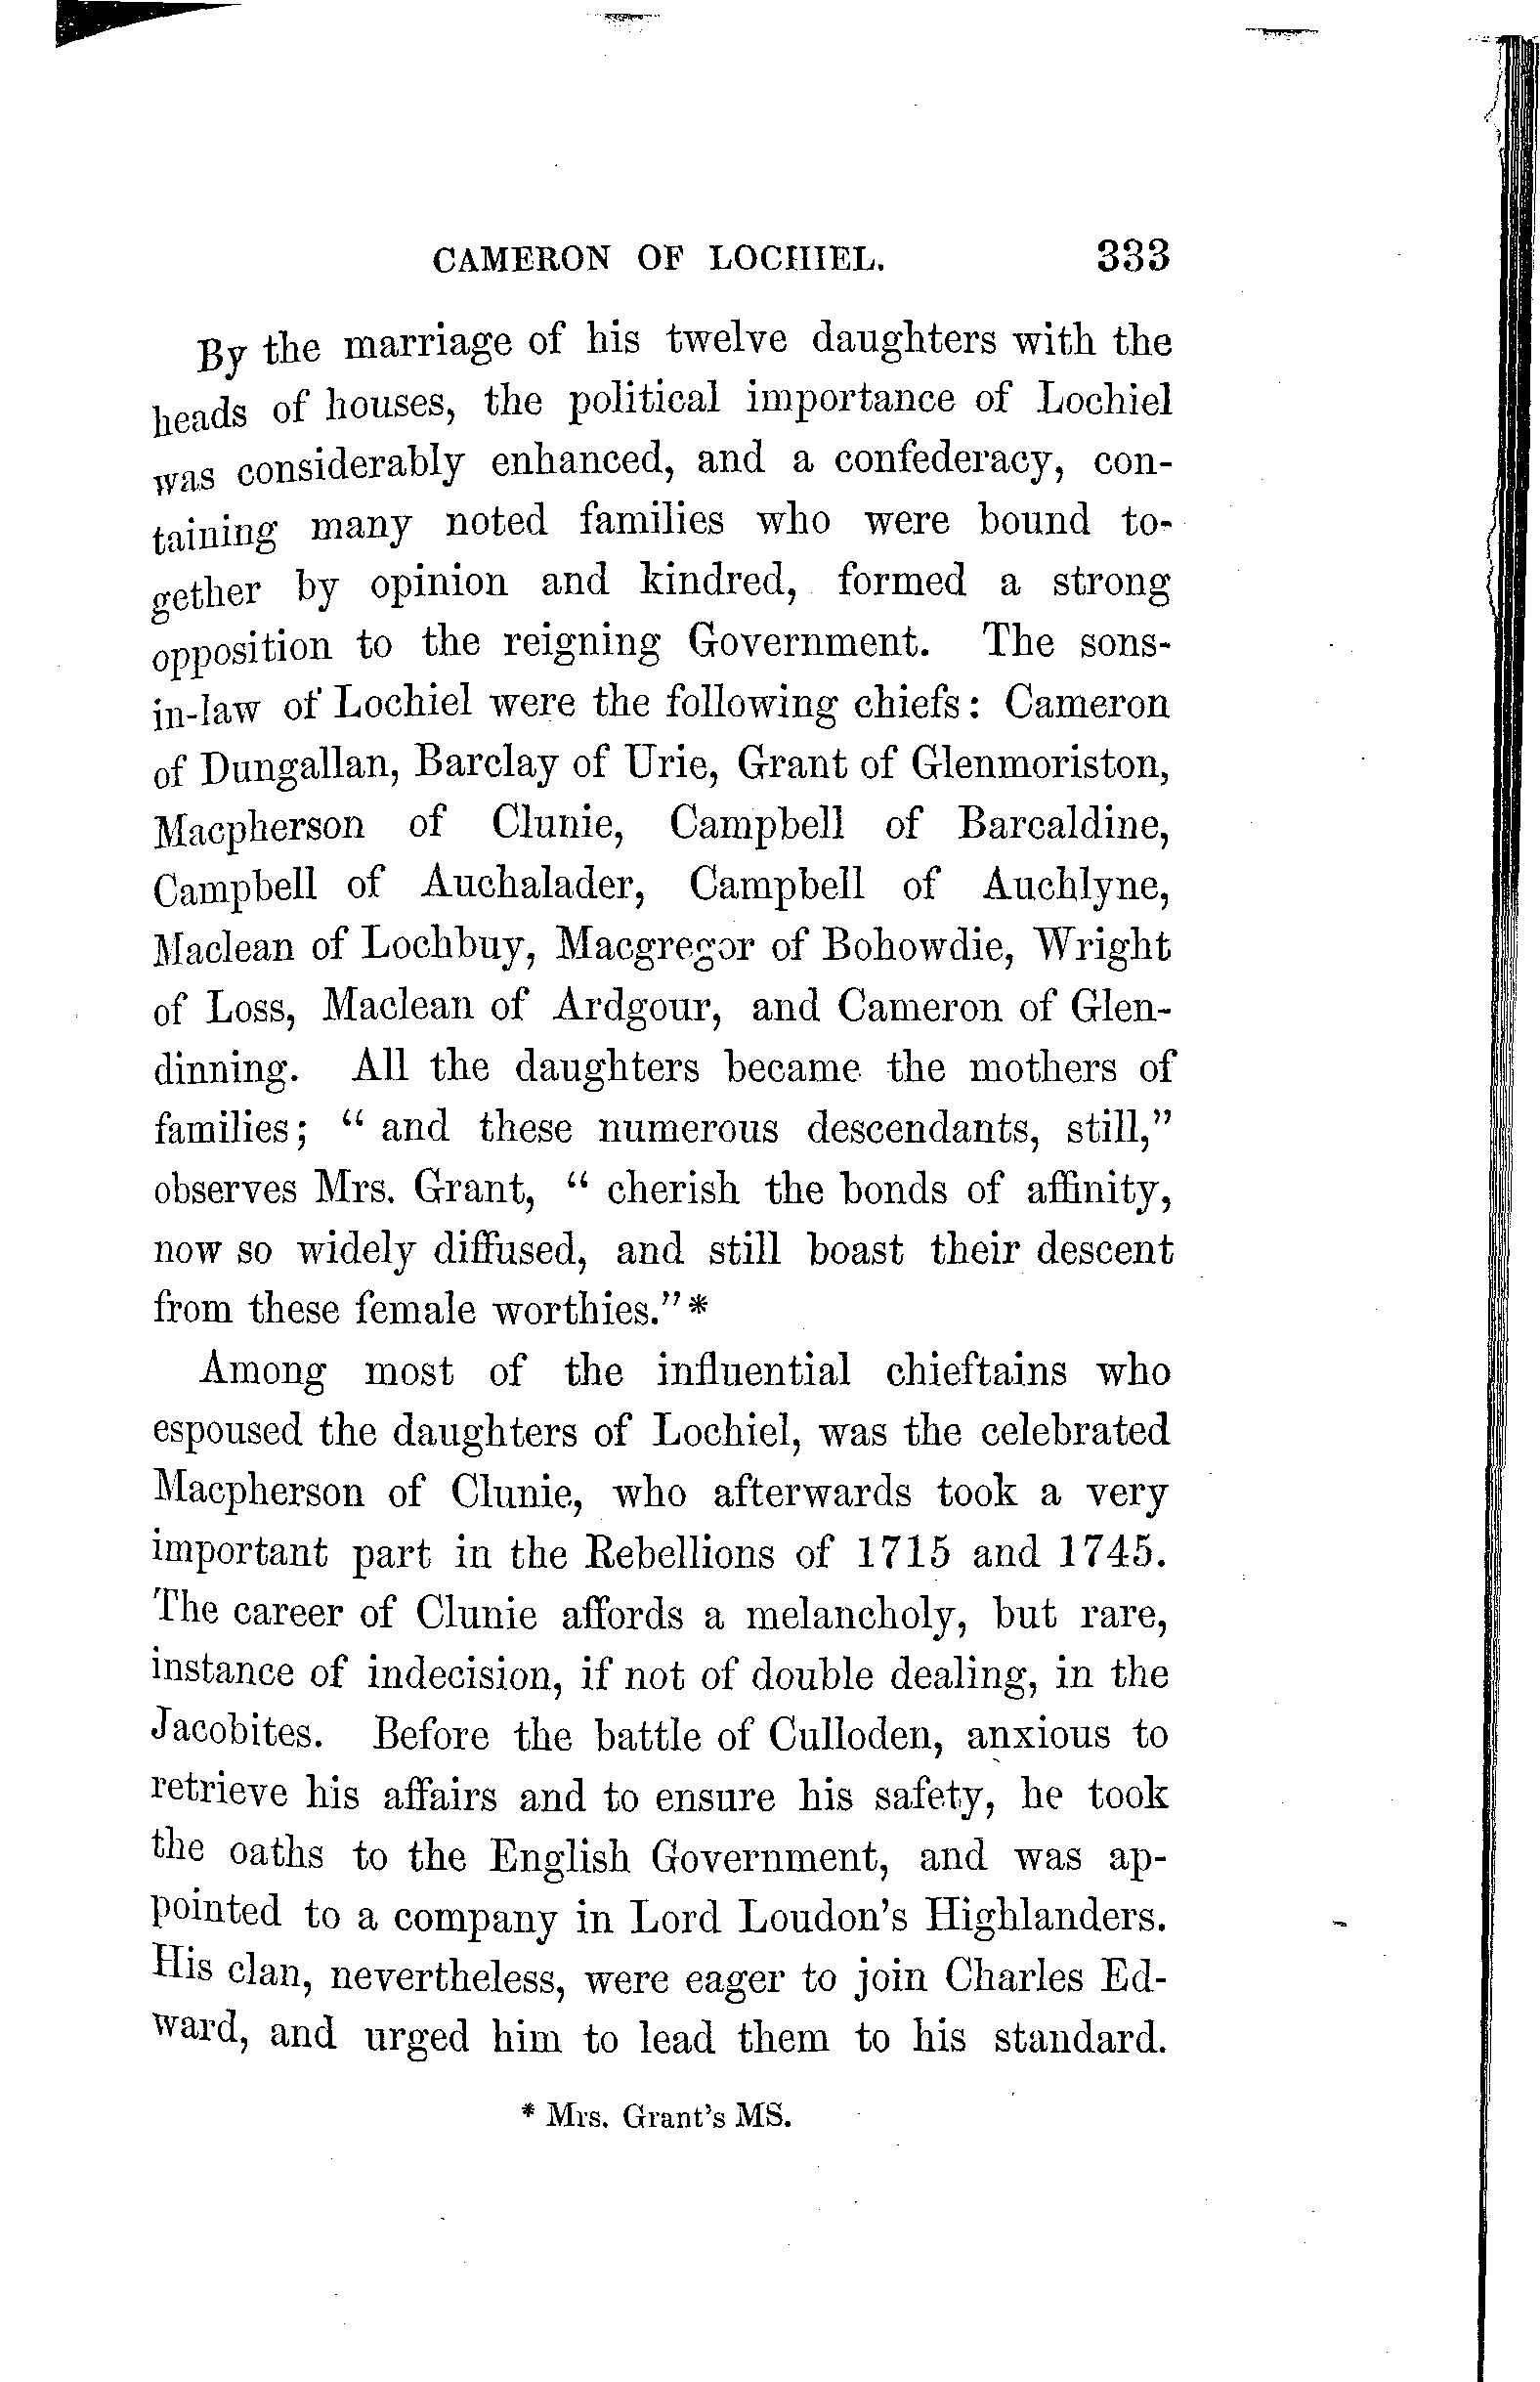 CAMERON OF LOCHIEL. 333
By the marriage of his twelve daughters with the
heads of houses, the political importance of Lochiel
was considerably enhanced, and a confederacy, con-
taining many noted families who were bound to-
gether by opinion and kindred, formed a strong
opposition to the reigning Government. The sons-
in-law of Lochiel were the following chiefs: Cameron
of Dungallan, Barclay of Urie, Grant of Glenmoriston,
Macpherson of Clunie, Campbell of Barcaldine,
Campbell of Auchalader, Campbell of Auchlyne,
Maclean of Lochbuy, Macgregor of Bohowdie, Wright
of Loss, Maclean of Ardgour, and Cameron of Glen-
dinning. All the daughters became the mothers of
families; “ and these numerous descendants, still,”
observes Mrs. Grant, “ cherish the bonds of affinity,
now so widely diffused, and still boast their descent
from these female worthies.”*
Among most of the influential chieftains who
espoused the daughters of Lochiel, was the celebrated
Macpherson of Clunie, who afterwards took a very
important part in the Rebellions of 1715 and 1745.
The career of Clunie affords a melancholy, but rare,
instance of indecision, if not of double dealing, in the
Jacobites. Before the battle of Culloden, anxious to
retrieve his affairs and to ensure his safety, he took
the oaths to the English Government, and was ap-
pointed to a company in Lord Loudon's Highlanders.
His clan, nevertheless, were eager to join Charles Ed-
ward, and urged him to lead them to his standard.
* Mrs. Grant's MS.